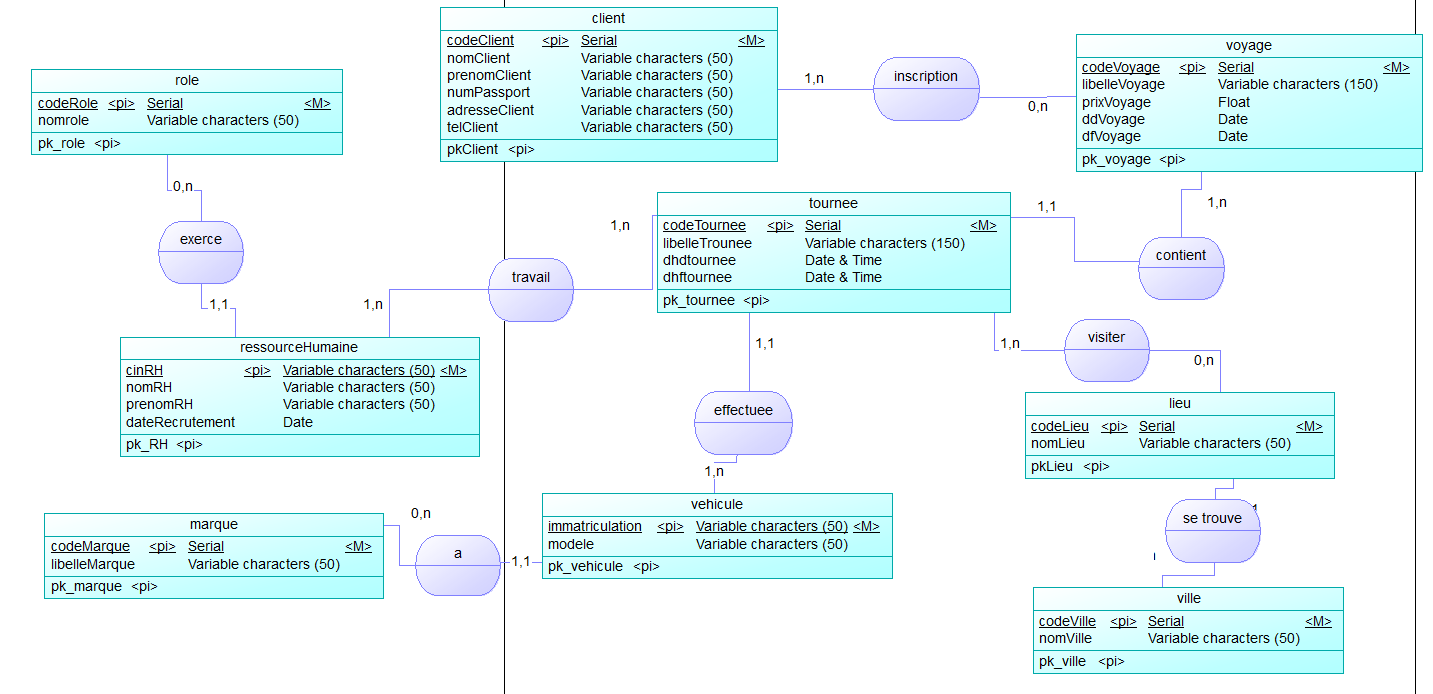 client
codeClient <pi> Serial <M>
nomClient Variable characters (50)
prenomClient Variable characters (50)
numPassport Variable characters (50)
adresseClient Variable characters (50)
telClient Variable characters (50)
pkClient <pi>
1,n
inscription
0,n
voyage
codeVoyage <pi> Serial <M>
libelleVoyage Variable characters (150)
prixVoyage Float
ddVoyage Date
dfVoyage Date
pk_voyage <pi>
role
codeRole <pi> Serial <M>
nomrole Variable characters (50)
pk_role <pi>
0,n
exerce
1,1
tournee
codeTournee <pi> Serial <M>
libelleTrounee Variable characters (150)
dhdtournee Date & Time
dhftournee Date & Time
pk_tournee <pi>
1,n
travail
1,n
1,1
contient
1,n
ressourceHumaine
cinRH <pi> Variable characters (50) <M>
nomRH Variable characters (50)
prenomRH Variable characters (50)
dateRecrutement Date
pk_RH <pi>
1,1
effectuee
1,n
1,n
visiter
0,n
lieu
codeLieu <pi> Serial <M>
nomLieu Variable characters (50)
pkLieu <pi>
marque
codeMarque <pi> Serial <M>
libelleMarque Variable characters (50)
pk_marque <pi>
0,n
a
1,1
vehicule
immatriculation <pi> Variable characters (50) <M>
modele Variable characters (50)
pk_vehicule <pi>
se trouve
ville
codeVille <pi> Serial <M>
nomVille Variable characters (50)
pk_ville <pi>